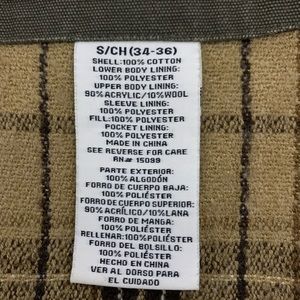 S/CH (34-36)
SHELL: 100% COTTON
LOWER BODY LINING:
100% POLYESTER
UPPER BODY LINING:
90% ACRYLIC/10% WOOL
SLEEVE LINING:
100% POLYESTER
FILL: 100% POLYESTER
POCKET LINING:
100% POLYESTER
MADE IN CHINA
SEE REVERSE FOR CARE
RN# 15099
PARTE EXTERIOR:
100% ALGODÓN
FORRO DE CUERPO BAJA:
100% POLIÉSTER
FORRO DE CUERPO SUPERIOR:
90% ACRÍLICO/10% LANA
FORRO DE MANGA:
100% POLIÉSTER
RELLENAR: 100% POLIÉSTER
FORRO DEL BOLSILLO:
100% POLIÉSTER
HECHO EN CHINA
VER AL DORSO PARA
EL CUIDADO